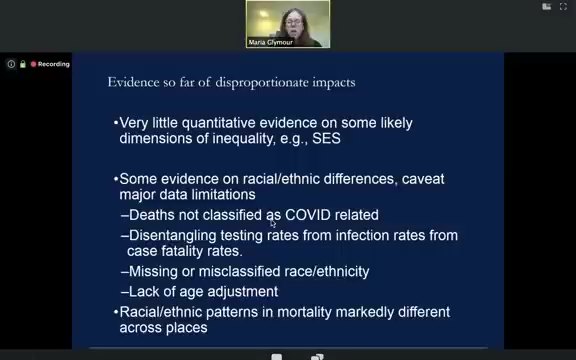 Maria Glymour
Recording
Evidence so far of disproportionate impacts
•Very little quantitative evidence on some likely
dimensions of inequality, e.g., SES
•Some evidence on racial/ethnic differences, caveat
major data limitations
–Deaths not classified as COVID related
–Disentangling testing rates from infection rates from
case fatality rates.
–Missing or misclassified race/ethnicity
–Lack of age adjustment
•Racial/ethnic patterns in mortality markedly different
across places